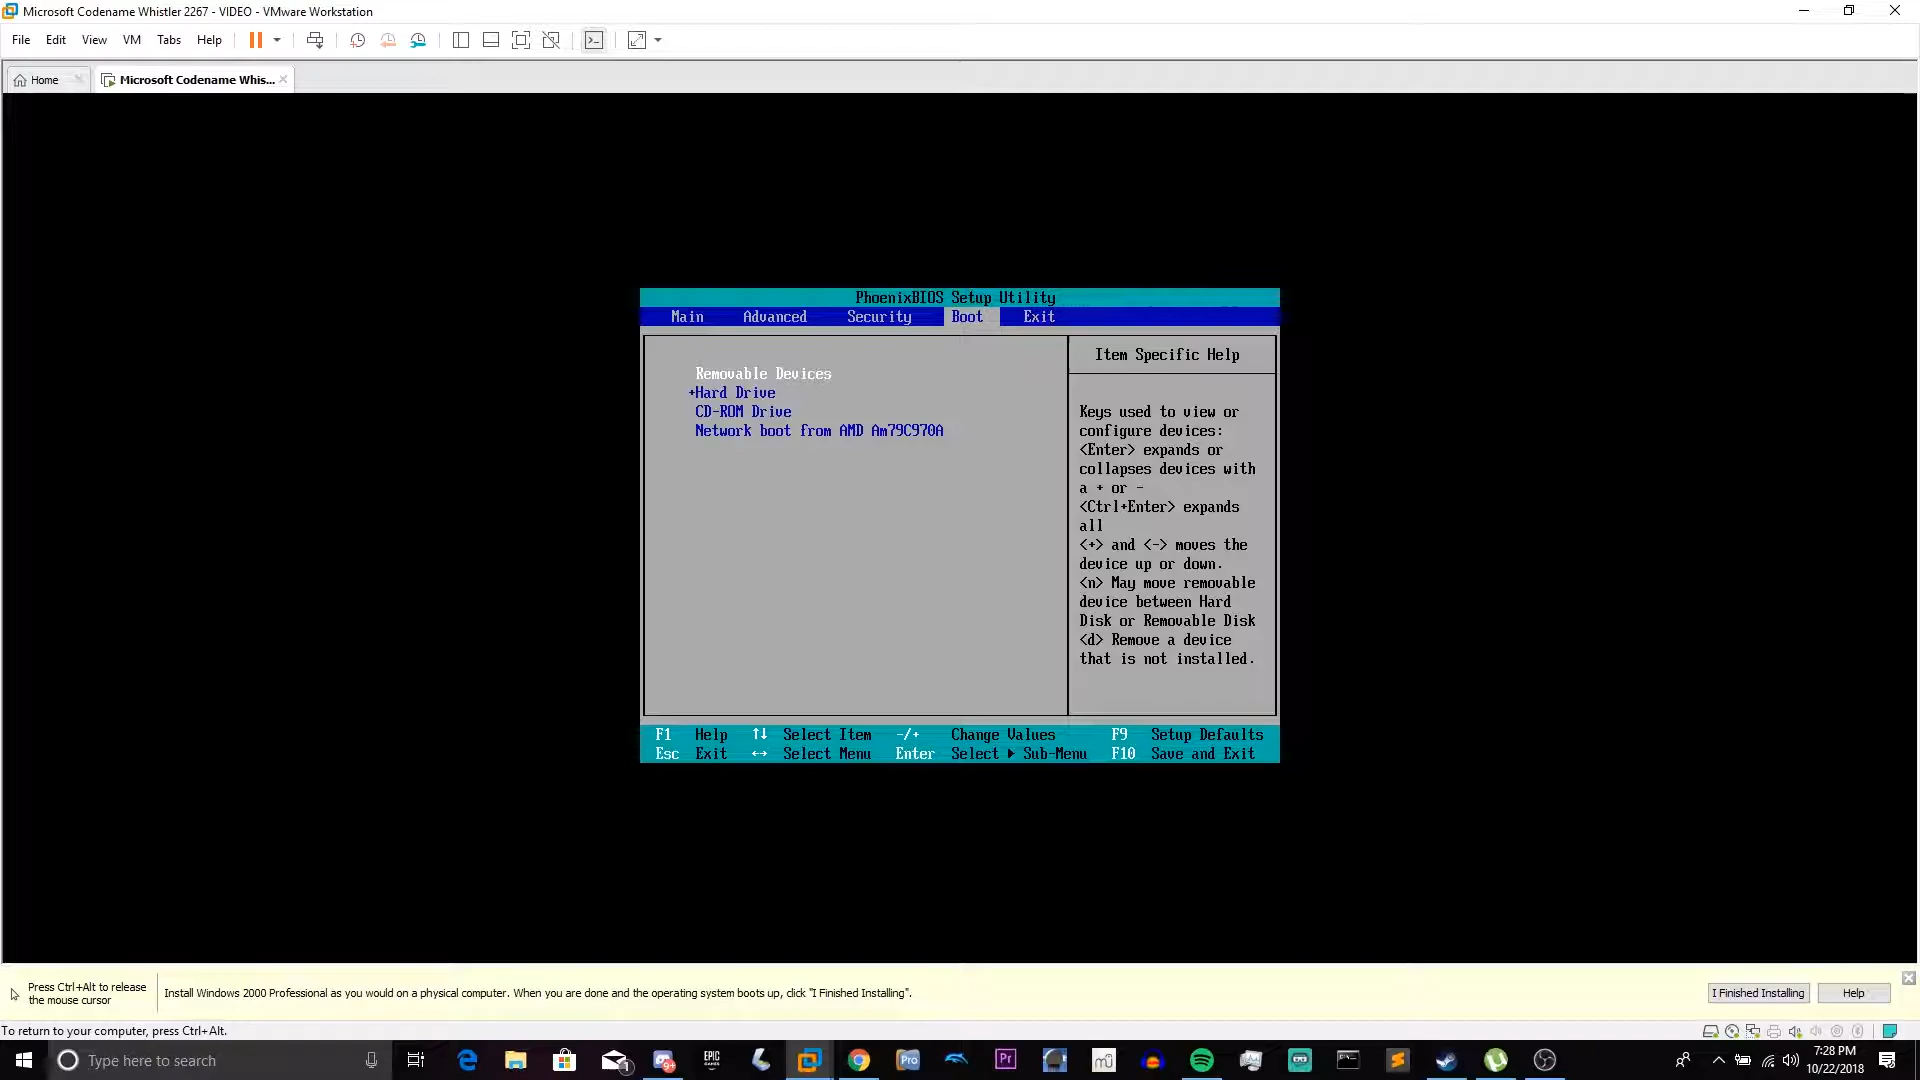 Microsoft Codename Whistler 2267 - VIDEO - VMware Workstation
File Edit View VM Tabs Help
Home
Microsoft Codename Whis...
PhoenixBIOS Setup Utility
Main Advanced Security Boot Exit
Removable Devices
+Hard Drive
CD-ROM Drive
Network boot from AMD Am79C970A
Item Specific Help
Keys used to view or
configure devices:
<Enter> expands or
collapses devices with
a + or -
<Ctrl+Enter> expands
all
<+> and <-> moves the
device up or down.
<n> May move removable
device between Hard
Disk or Removable Disk
<d> Remove a device
that is not installed.
F1 Help ↑↓ Select Item -/+ Change Values F9 Setup Defaults
Esc Exit ↔ Select Menu Enter Select ▶ Sub-Menu F10 Save and Exit
Press Ctrl+Alt to release
the mouse cursor
Install Windows 2000 Professional as you would on a physical computer. When you are done and the operating system boots up, click "I Finished Installing".
I Finished Installing
Help
To return to your computer, press Ctrl+Alt.
Type here to search
1
9+
EPIC
GAMES
Pro
Pr
mi
7:28 PM
10/22/2018